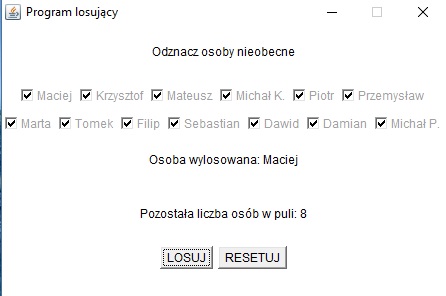 Program losujący
Odznacz osoby nieobecne
Maciej Krzysztof Mateusz Michał K. Piotr Przemysław
Marta Tomek Filip Sebastian Dawid Damian Michał P.
Osoba wylosowana: Maciej
Pozostała liczba osób w puli: 8
LOSUJ RESETUJ